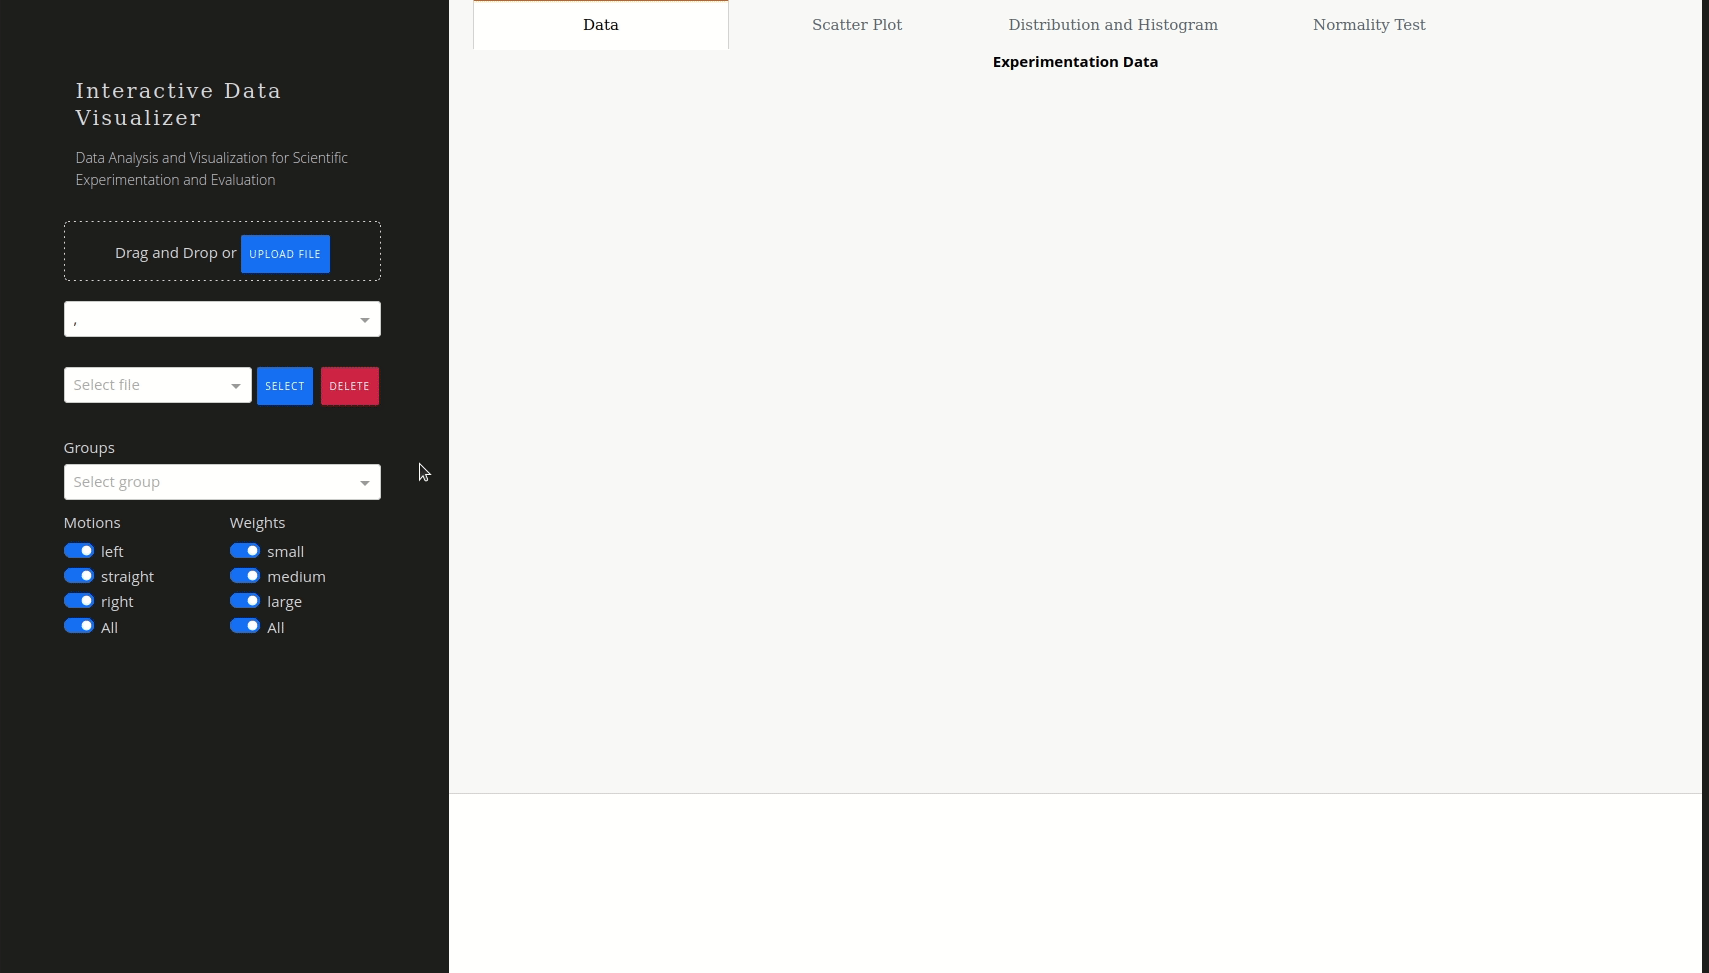 Interactive Data
Visualizer
Data Analysis and Visualization for Scientific
Experimentation and Evaluation
Drag and Drop or UPLOAD FILE
,
Select file SELECT DELETE
Groups
Select group
Motions Weights
left small
straight medium
right large
All All
Data Scatter Plot Distribution and Histogram Normality Test
Experimentation Data